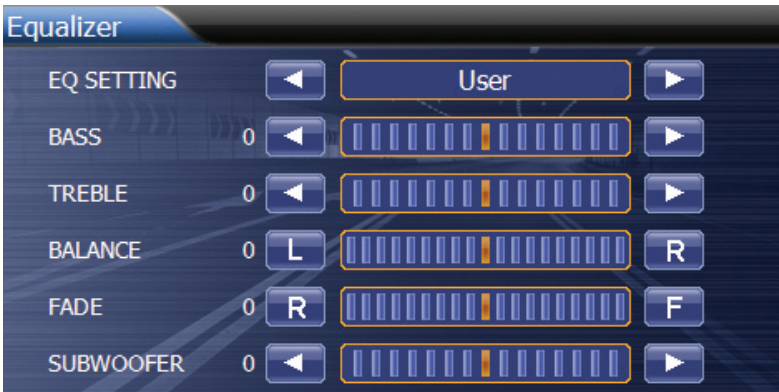 Equalizer
EQ SETTING User
BASS 0
TREBLE 0
BALANCE 0 L R
FADE 0 R F
SUBWOOFER 0